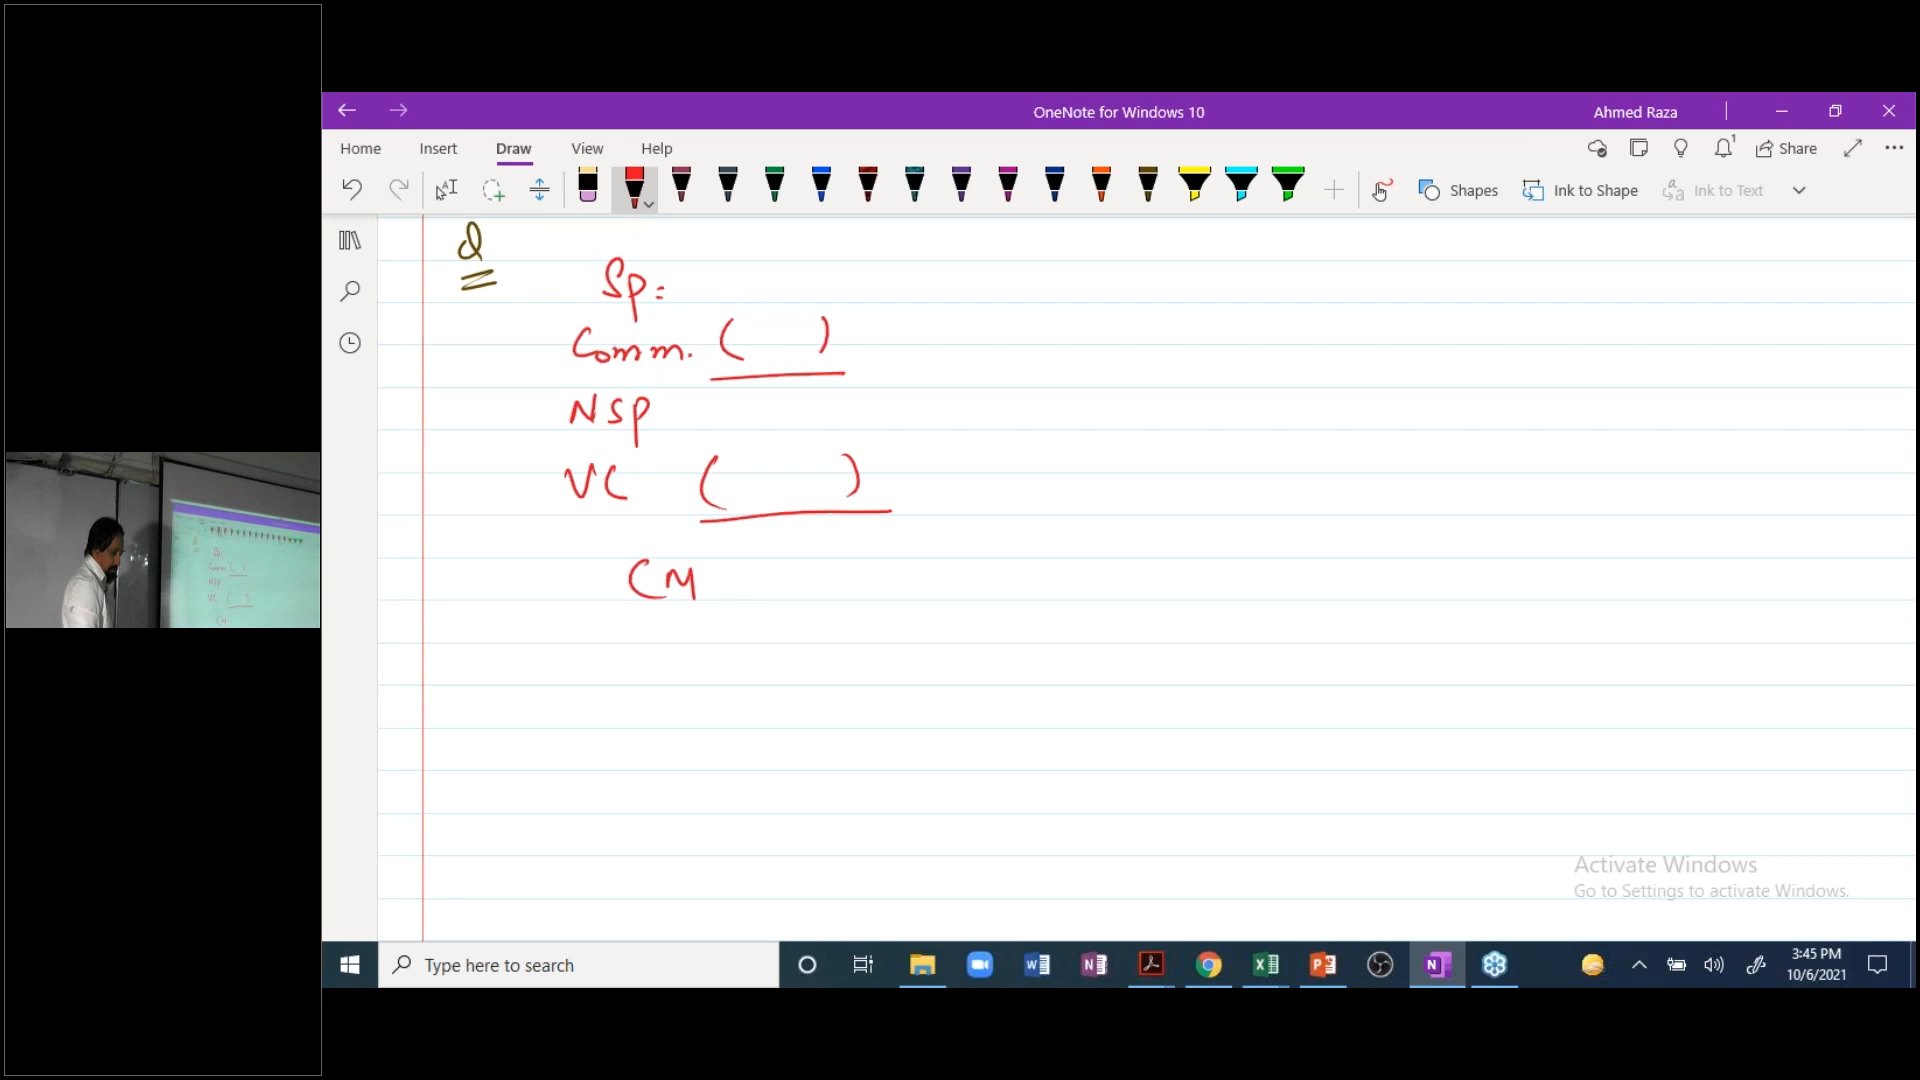 OneNote for Windows 10
Ahmed Raza
Home Insert Draw View Help
1
Share
Shapes
Ink to Shape
Ink to Text
d
Sp:
Comm. ( )
NSP
VC ( )
CM
Activate Windows
Go to Settings to activate Windows.
Type here to search
3:45 PM
10/6/2021